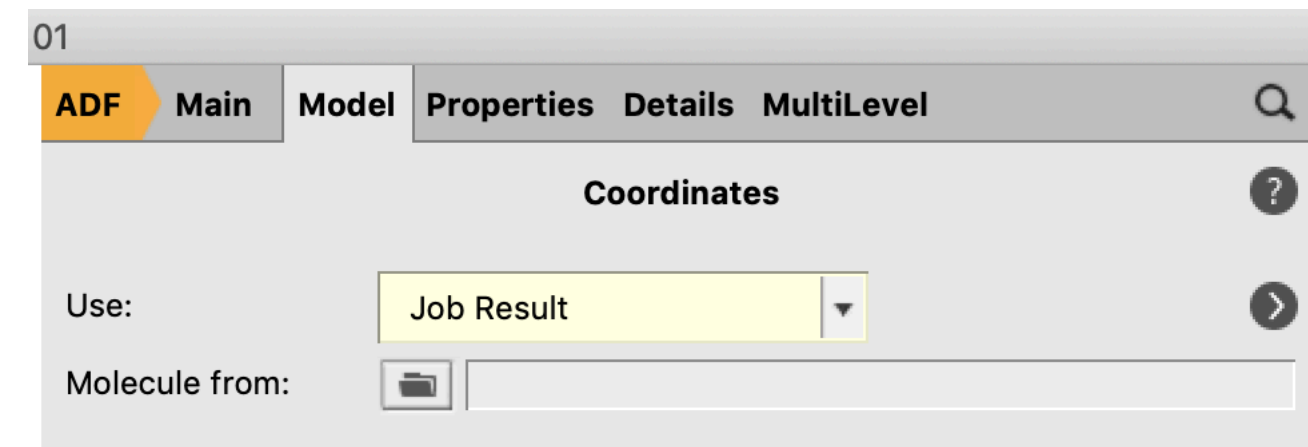 01
ADF Main Model Properties Details MultiLevel
Coordinates
?
Use: Job Result
Molecule from: